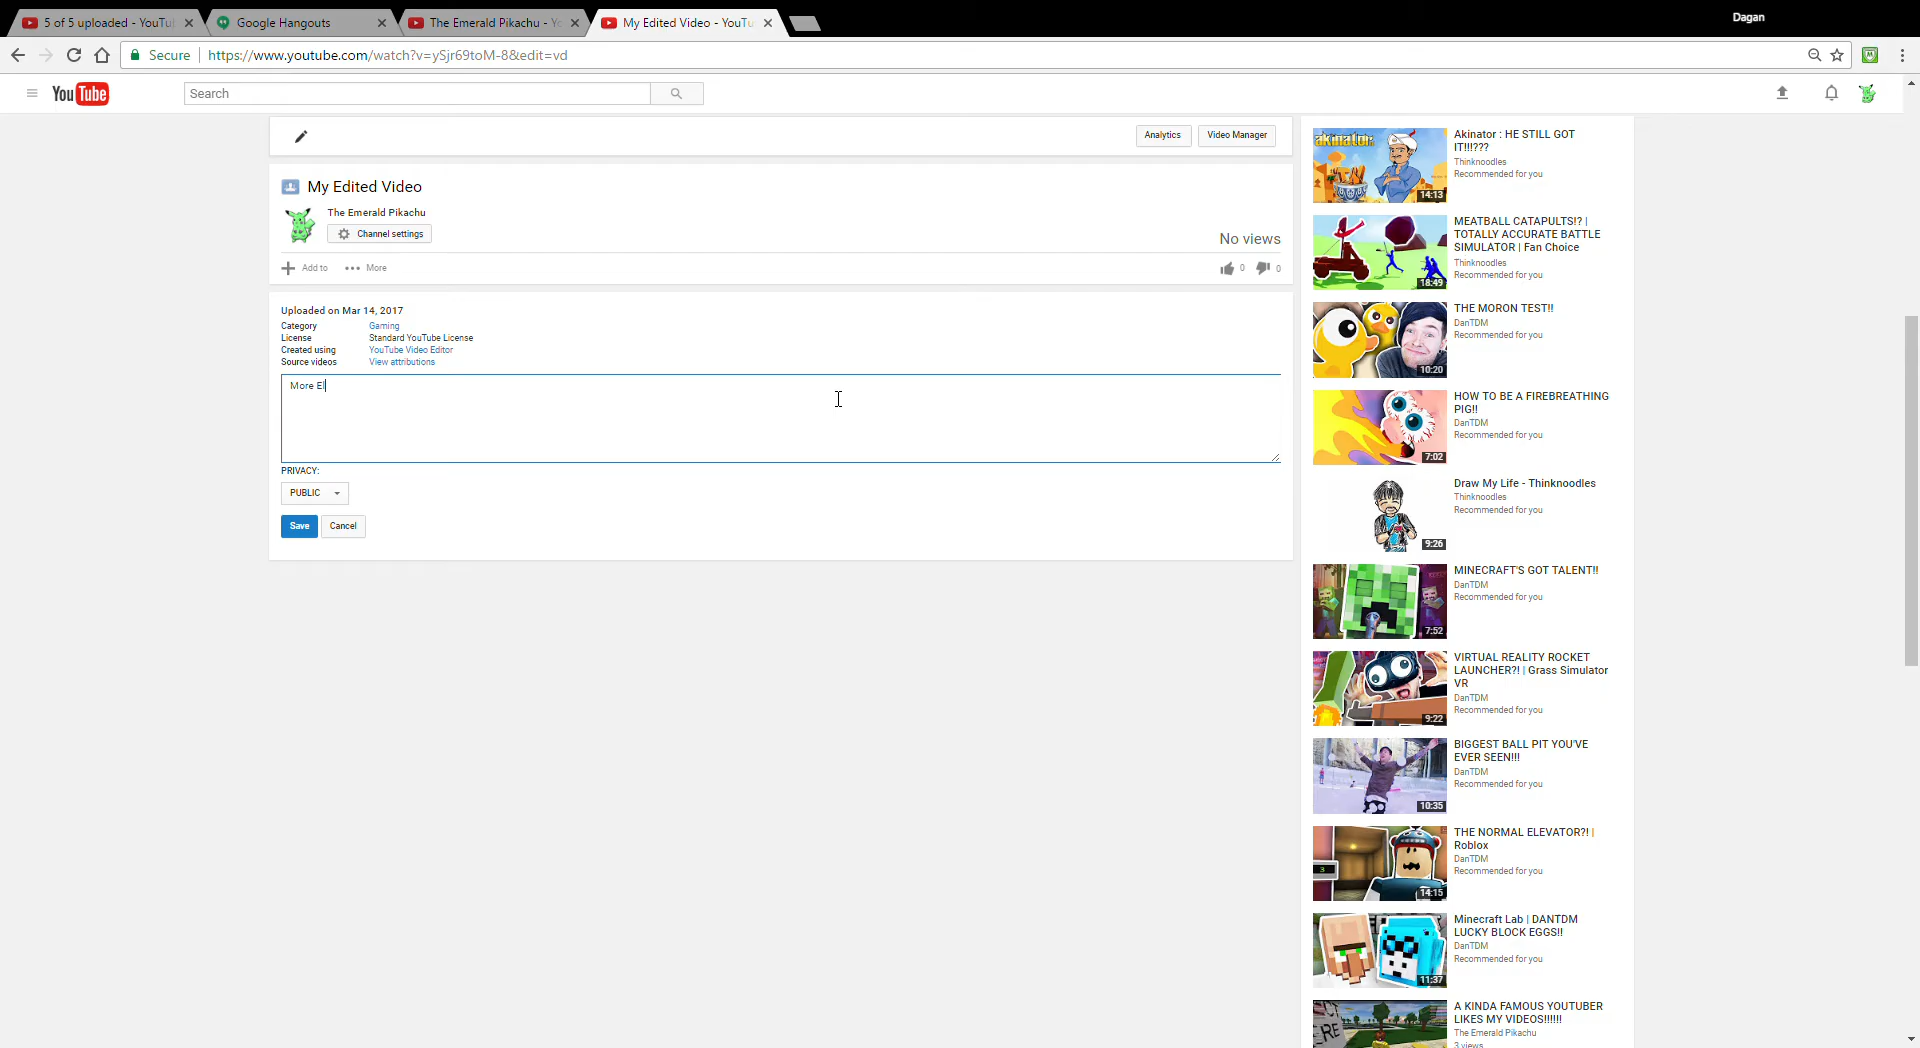 5 of 5 uploaded - YouTu
Google Hangouts
The Emerald Pikachu - Yo
My Edited Video - YouTu
Dagan
Secure
https://www.youtube.com/watch?v=ySjr69toM-8&edit=vd
YouTube
Search
Analytics
Video Manager
My Edited Video
The Emerald Pikachu
Channel settings
No views
Add to
More
0
0
Uploaded on Mar 14, 2017
Category Gaming
License Standard YouTube License
Created using YouTube Video Editor
Source videos View attributions
More El
PRIVACY:
PUBLIC
Save
Cancel
akinator
14:13
Akinator : HE STILL GOT
IT!!!???
Thinknoodles
Recommended for you
18:49
MEATBALL CATAPULTS!? |
TOTALLY ACCURATE BATTLE
SIMULATOR | Fan Choice
Thinknoodles
Recommended for you
10:20
THE MORON TEST!!
DanTDM
Recommended for you
7:02
HOW TO BE A FIREBREATHING
PIG!!
DanTDM
Recommended for you
9:26
Draw My Life - Thinknoodles
Thinknoodles
Recommended for you
7:52
MINECRAFT'S GOT TALENT!!
DanTDM
Recommended for you
9:22
VIRTUAL REALITY ROCKET
LAUNCHER?! | Grass Simulator
VR
DanTDM
Recommended for you
10:35
BIGGEST BALL PIT YOU'VE
EVER SEEN!!!
DanTDM
Recommended for you
3
14:15
THE NORMAL ELEVATOR?! |
Roblox
DanTDM
Recommended for you
11:37
Minecraft Lab | DANTDM
LUCKY BLOCK EGGS!!
DanTDM
Recommended for you
A KINDA FAMOUS YOUTUBER
LIKES MY VIDEOS!!!!!!
The Emerald Pikachu
3 views